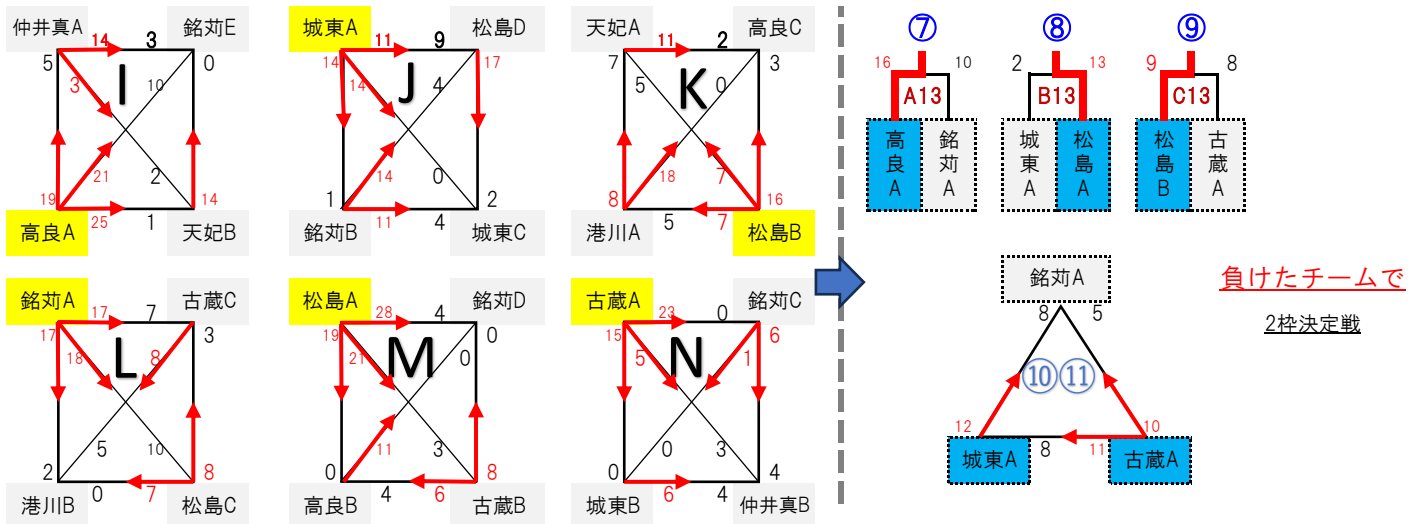 仲井真A 14 3 銘苅E
5 3 10 0
I
19 21 2 14
高良A 25 1 天妃B
城東A 11 9 松島D
14 14 4 17
J
1 14 0 2
銘苅B 11 4 城東C
天妃A 11 2 高良C
7 5 0 3
K
8 18 7 16
港川A 5 7 松島B
銘苅A 17 7 古蔵C
17 18 8 3
L
2 5 10 8
港川B 0 7 松島C
松島A 28 4 銘苅D
19 21 0 0
M
0 11 3 8
高良B 4 6 古蔵B
古蔵A 23 0 銘苅C
15 5 1 6
N
0 0 3 4
城東B 6 4 仲井真B
⑦
16 10
A13
高良A 銘苅A
⑧
2 13
B13
城東A 松島A
⑨
9 8
C13
松島B 古蔵A
銘苅A
8 5
⑩⑪
12 10
城東A 8 11 古蔵A
負けたチームで
2枠決定戦